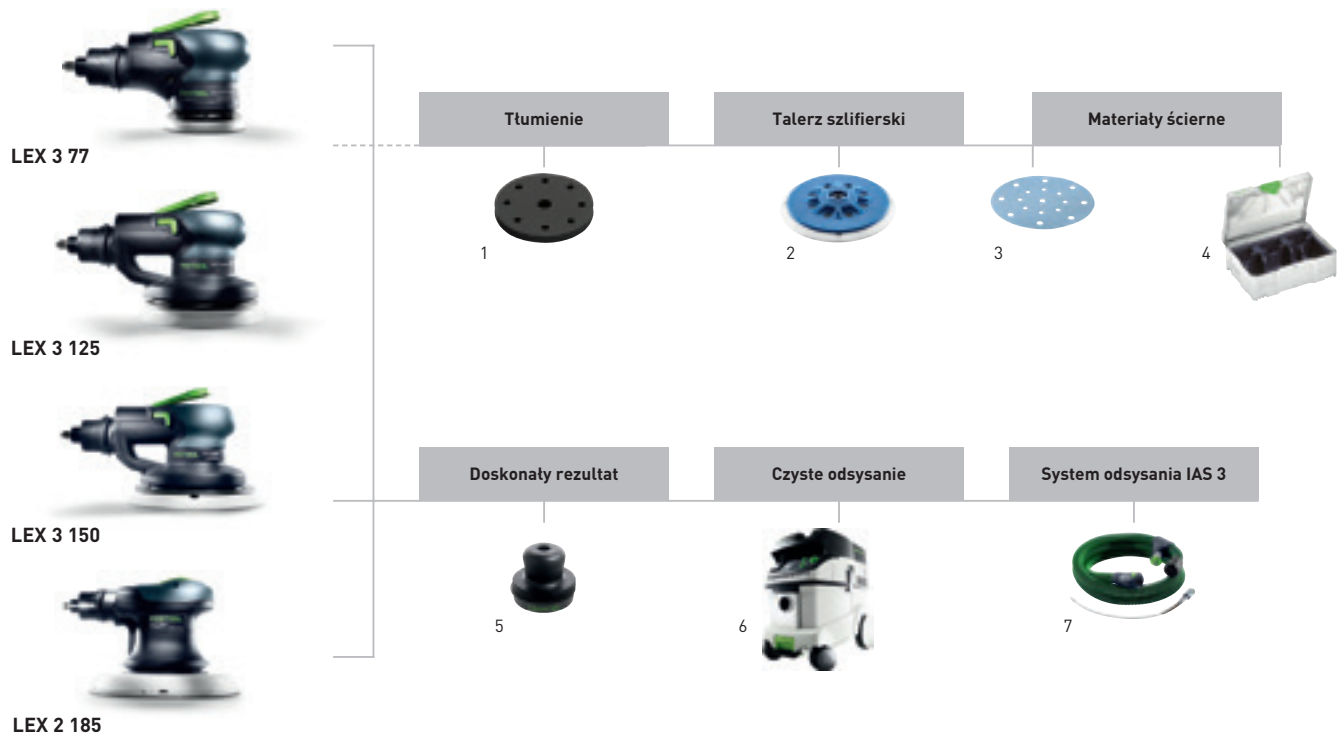 LEX 3 77
LEX 3 125
LEX 3 150
LEX 2 185
Tłumienie
Talerz szlifierski
Materiały ścierne
1
2
3
4
Doskonały rezultat
Czyste odsysanie
System odsysania IAS 3
5
6
7